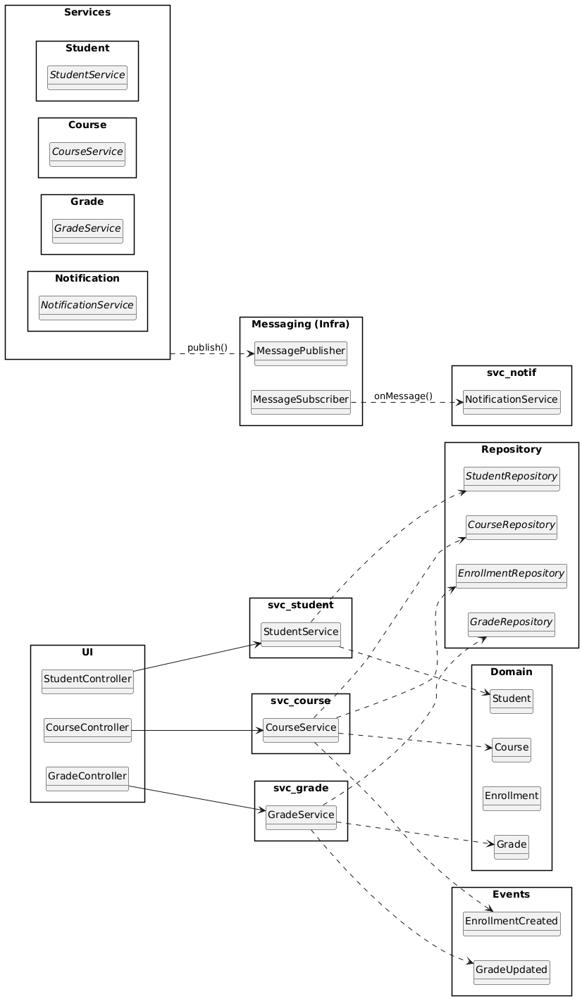 Services
Student
StudentService
Course
CourseService
Grade
GradeService
Notification
NotificationService
publish()
Messaging (Infra)
MessagePublisher
MessageSubscriber
onMessage()
svc_notif
NotificationService
Repository
StudentRepository
CourseRepository
EnrollmentRepository
GradeRepository
svc_student
StudentService
UI
StudentController
CourseController
GradeController
svc_course
CourseService
svc_grade
GradeService
Domain
Student
Course
Enrollment
Grade
Events
EnrollmentCreated
GradeUpdated